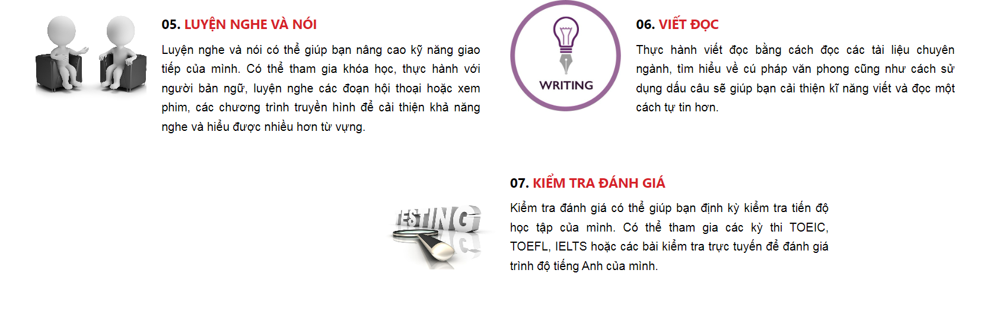 05. LUYỆN NGHE VÀ NÓI
Luyện nghe và nói có thể giúp bạn nâng cao kỹ năng giao
tiếp của mình. Có thể tham gia khóa học, thực hành với
người bản ngữ, luyện nghe các đoạn hội thoại hoặc xem
phim, các chương trình truyền hình để cải thiện khả năng
nghe và hiểu được nhiều hơn từ vựng.
WRITING
06. VIẾT ĐỌC
Thực hành viết đọc bằng cách đọc các tài liệu chuyên
ngành, tìm hiểu về cú pháp văn phong cũng như cách sử
dụng dấu câu sẽ giúp bạn cải thiện kĩ năng viết và đọc một
cách tự tin hơn.
TESTING
07. KIỂM TRA ĐÁNH GIÁ
Kiểm tra đánh giá có thể giúp bạn định kỳ kiểm tra tiến độ
học tập của mình. Có thể tham gia các kỳ thi TOEIC,
TOEFL, IELTS hoặc các bài kiểm tra trực tuyến để đánh giá
trình độ tiếng Anh của mình.